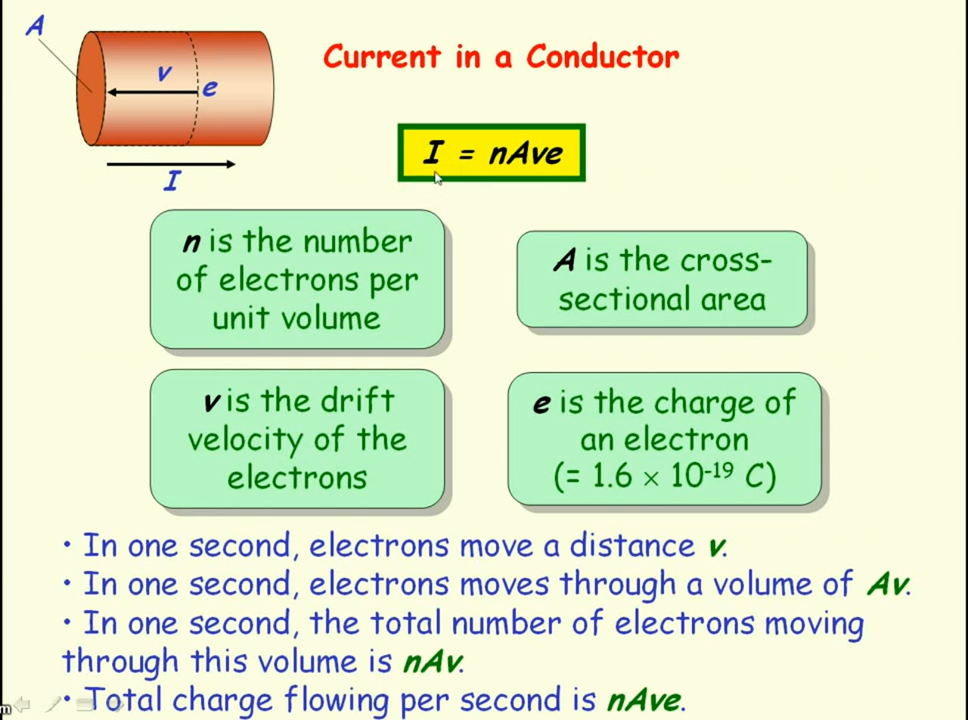 A
Current in a Conductor
v
e
I = nAve
I
n is the number
of electrons per
unit volume
A is the cross-
sectional area
v is the drift
velocity of the
electrons
e is the charge of
an electron
(= 1.6 × 10⁻¹⁹ C)
• In one second, electrons move a distance v.
• In one second, electrons moves through a volume of Av.
• In one second, the total number of electrons moving
through this volume is nAv.
• Total charge flowing per second is nAve.